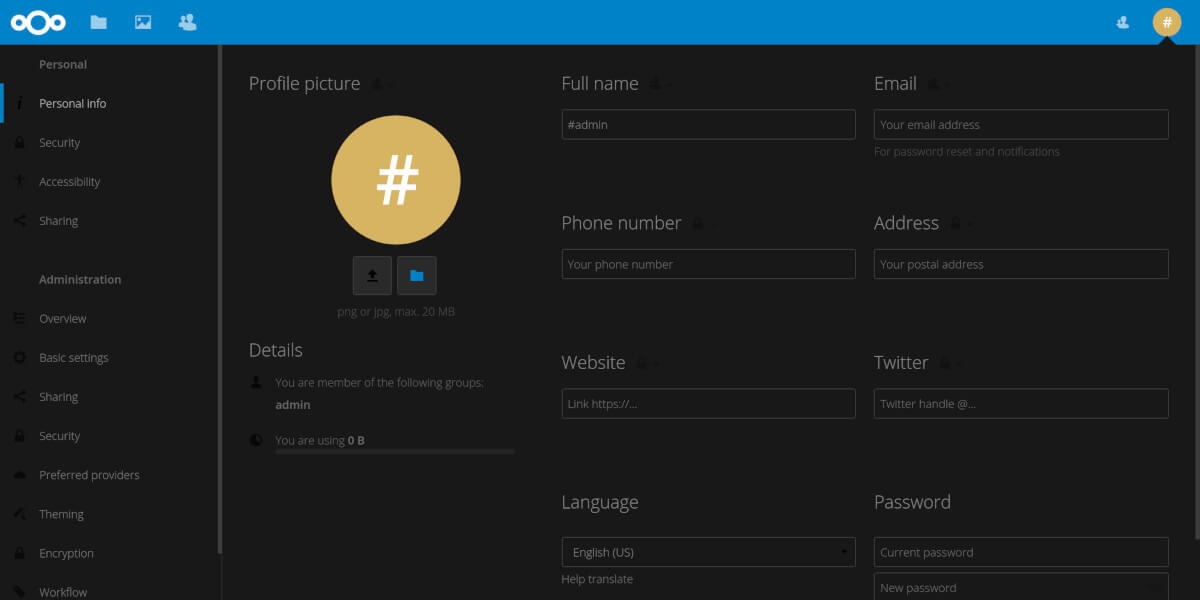 #
Personal
Personal info
Security
Accessibility
Sharing
Administration
Overview
Basic settings
Sharing
Security
Preferred providers
Theming
Encryption
Workflow
Profile picture
#
png or jpg, max. 20 MB
Details
You are member of the following groups:
admin
You are using 0 B
Full name
#admin
Email
Your email address
For password reset and notifications
Phone number
Your phone number
Address
Your postal address
Website
Link https://...
Twitter
Twitter handle @...
Language
English (US)
Help translate
Password
Current password
New password